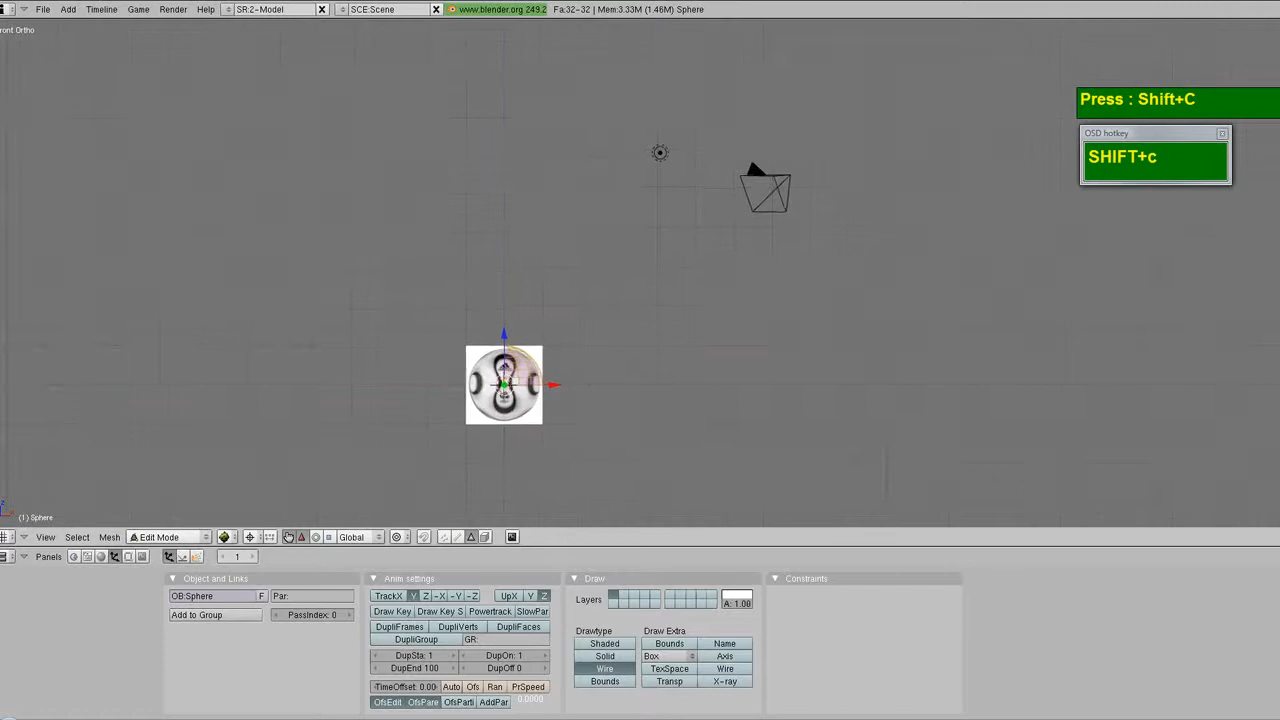 File Add Timeline Game Render Help SR:2-Model SCE:Scene www.blender.org 249.2 Fa:32-32 | Mem:3.33M (1.46M) Sphere
ront Ortho
Press : Shift+C
OSD hotkey
SHIFT+c
z
(1) Sphere
View Select Mesh Edit Mode Global
Panels 1
Object and Links
OB:Sphere F Par:
Add to Group PassIndex: 0
Anim settings
TrackX Y Z -X -Y -Z UpX Y Z
Draw Key Draw Key S Powertrack SlowPar
DupliFrames DupliVerts DupliFaces
DupliGroup GR:
DupSta: 1 DupOn: 1
DupEnd 100 DupOff 0
TimeOffset: 0.00 Auto Ofs Ran PrSpeed
0.0000
OfsEdit OfsPare OfsParti AddPar
Draw
Layers A: 1.00
Drawtype Draw Extra
Shaded Bounds Name
Solid Box Axis
Wire TexSpace Wire
Bounds Transp X-ray
Constraints